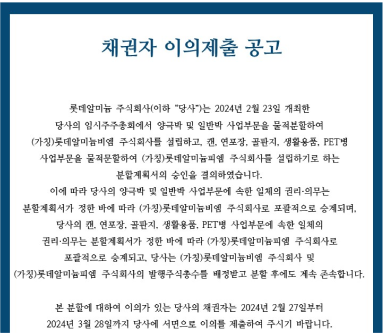 채권자 이의제출 공고
롯데알미늄 주식회사(이하 "당사")는 2024년 2월 23일 개최한
당사의 임시주주총회에서 양극박 및 일반박 사업부문을 물적분할하여
(가칭)롯데알미늄비엠 주식회사를 설립하고, 캔, 연포장, 골판지, 생활용품, PET병
사업부문을 물적분할하여 (가칭)롯데알미늄피엠 주식회사를 설립하기로 하는
분할계획서의 승인을 결의하였습니다.
이에 따라 당사의 양극박 및 일반박 사업부문에 속한 일체의 권리·의무는
분할계획서가 정한 바에 따라 (가칭)롯데알미늄비엠 주식회사로 포괄적으로 승계되며,
당사의 캔, 연포장, 골판지, 생활용품, PET병 사업부문에 속한 일체의
권리·의무는 분할계획서가 정한 바에 따라 (가칭)롯데알미늄피엠 주식회사로
포괄적으로 승계되고, 당사는 (가칭)롯데알미늄비엠 주식회사 및
(가칭)롯데알미늄피엠 주식회사의 발행주식총수를 배정받고 분할 후에도 계속 존속합니다.
본 분할에 대하여 이의가 있는 당사의 채권자는 2024년 2월 27일부터
2024년 3월 28일까지 당사에 서면으로 이의를 제출하여 주시기 바랍니다.